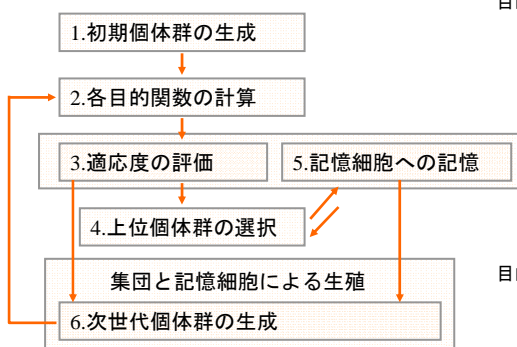 1.初期個体群の生成
2.各目的関数の計算
3.適応度の評価
5.記憶細胞への記憶
4.上位個体群の選択
集団と記憶細胞による生殖
6.次世代個体群の生成